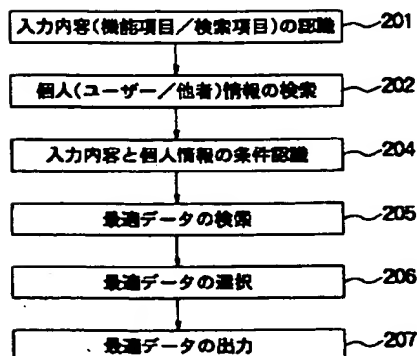 入力内容(機能項目/検索項目)の認識 201
個人(ユーザー/他者)情報の検索 202
入力内容と個人情報の条件認識 204
最適データの検索 205
最適データの選択 206
最適データの出力 207